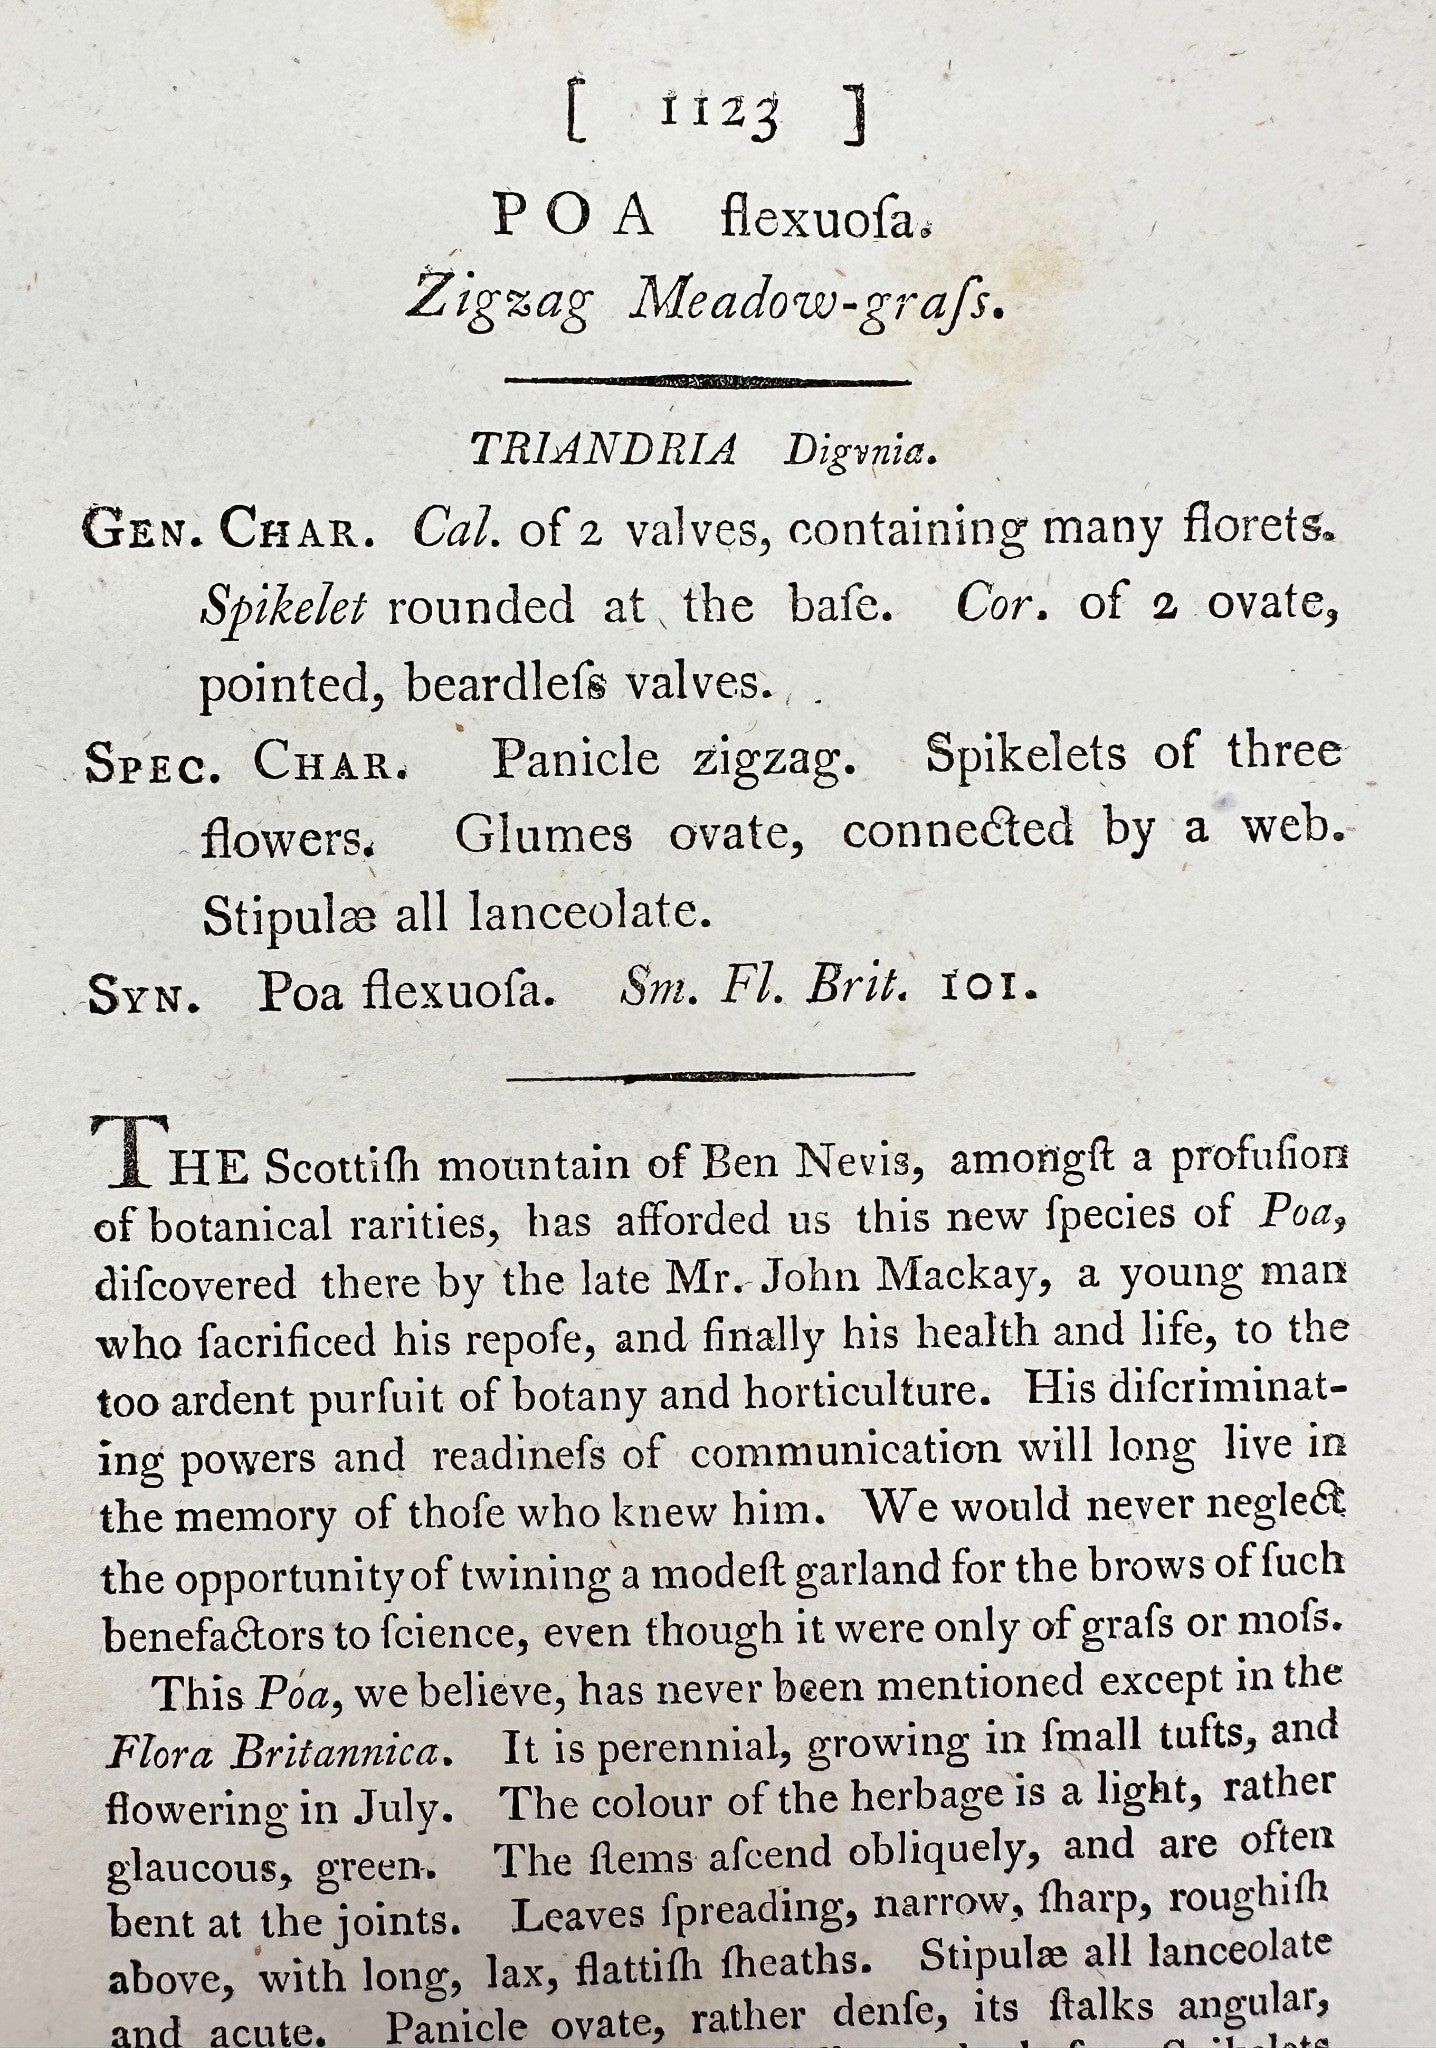 [ 1123 ]
POA flexuoſa.
Zigzag Meadow-graſs.
TRIANDRIA Digynia.
GEN. CHAR. Cal. of 2 valves, containing many florets.
Spikelet rounded at the baſe. Cor. of 2 ovate,
pointed, beardleſs valves.
SPEC. CHAR. Panicle zigzag. Spikelets of three
flowers. Glumes ovate, connected by a web.
Stipulæ all lanceolate.
SYN. Poa flexuoſa. Sm. Fl. Brit. 101.
THE Scottiſh mountain of Ben Nevis, amongſt a profuſion
of botanical rarities, has afforded us this new ſpecies of Poa,
diſcovered there by the late Mr. John Mackay, a young man
who ſacrificed his repoſe, and finally his health and life, to the
too ardent purſuit of botany and horticulture. His diſcriminat-
ing powers and readineſs of communication will long live in
the memory of thoſe who knew him. We would never neglect
the opportunity of twining a modeſt garland for the brows of ſuch
benefactors to ſcience, even though it were only of graſs or moſs.
This Poa, we believe, has never been mentioned except in the
Flora Britannica. It is perennial, growing in ſmall tufts, and
flowering in July. The colour of the herbage is a light, rather
glaucous, green. The ſtems aſcend obliquely, and are often
bent at the joints. Leaves ſpreading, narrow, ſharp, roughiſh
above, with long, lax, flattiſh ſheaths. Stipulæ all lanceolate
and acute. Panicle ovate, rather denſe, its ſtalks angular,
Spikelets